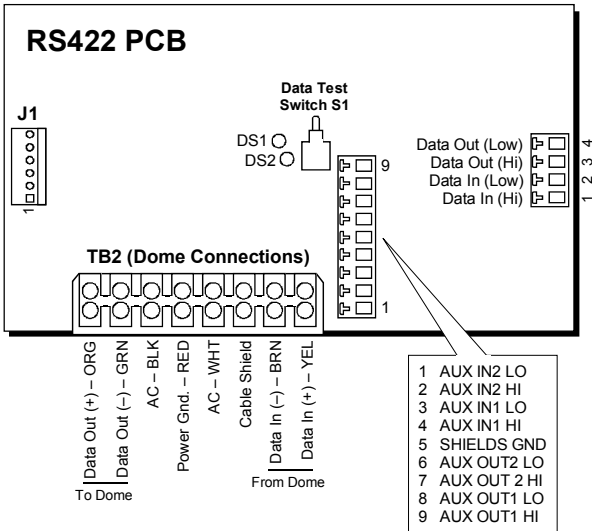 RS422 PCB
Data Test
Switch S1
J1
1
DS1
DS2
9
1
Data Out (Low)
Data Out (Hi)
Data In (Low)
Data In (Hi)
4
3
2
1
TB2 (Dome Connections)
Data Out (+) – ORG
Data Out (–) – GRN
AC – BLK
Power Gnd. – RED
AC – WHT
Cable Shield
Data In (–) – BRN
Data In (+) – YEL
To Dome
From Dome
1 AUX IN2 LO
2 AUX IN2 HI
3 AUX IN1 LO
4 AUX IN1 HI
5 SHIELDS GND
6 AUX OUT2 LO
7 AUX OUT 2 HI
8 AUX OUT1 LO
9 AUX OUT1 HI